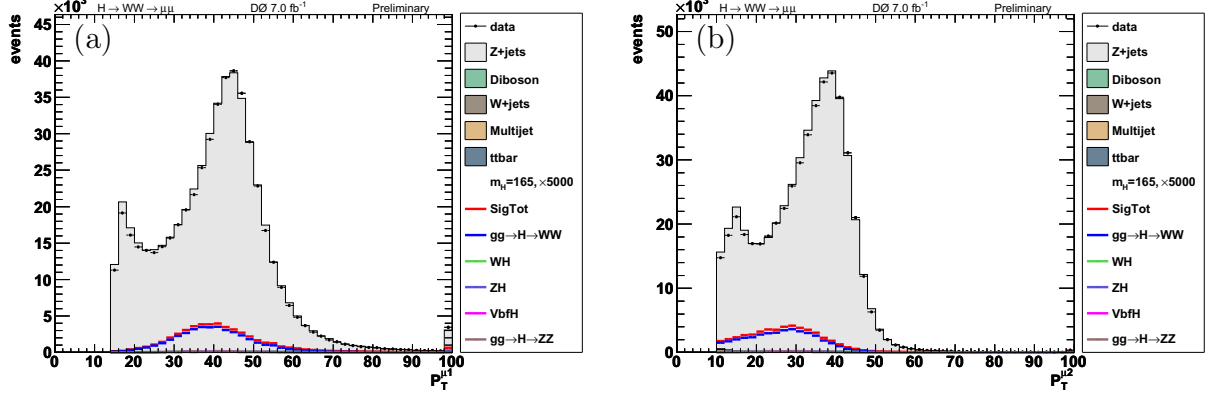 ×10³ H→WW→μμ DØ 7.0 fb⁻¹ Preliminary
(a)
events
45
40
35
30
25
20
15
10
5
0
0 10 20 30 40 50 60 70 80 90 100
P_T^μ1
data
Z+jets
Diboson
W+jets
Multijet
ttbar
m_H=165, ×5000
SigTot
gg→H→WW
WH
ZH
VbfH
gg→H→ZZ
×10³ H→WW→μμ DØ 7.0 fb⁻¹ Preliminary
(b)
events
50
40
30
20
10
0
0 10 20 30 40 50 60 70 80 90 100
P_T^μ2
data
Z+jets
Diboson
W+jets
Multijet
ttbar
m_H=165, ×5000
SigTot
gg→H→WW
WH
ZH
VbfH
gg→H→ZZ